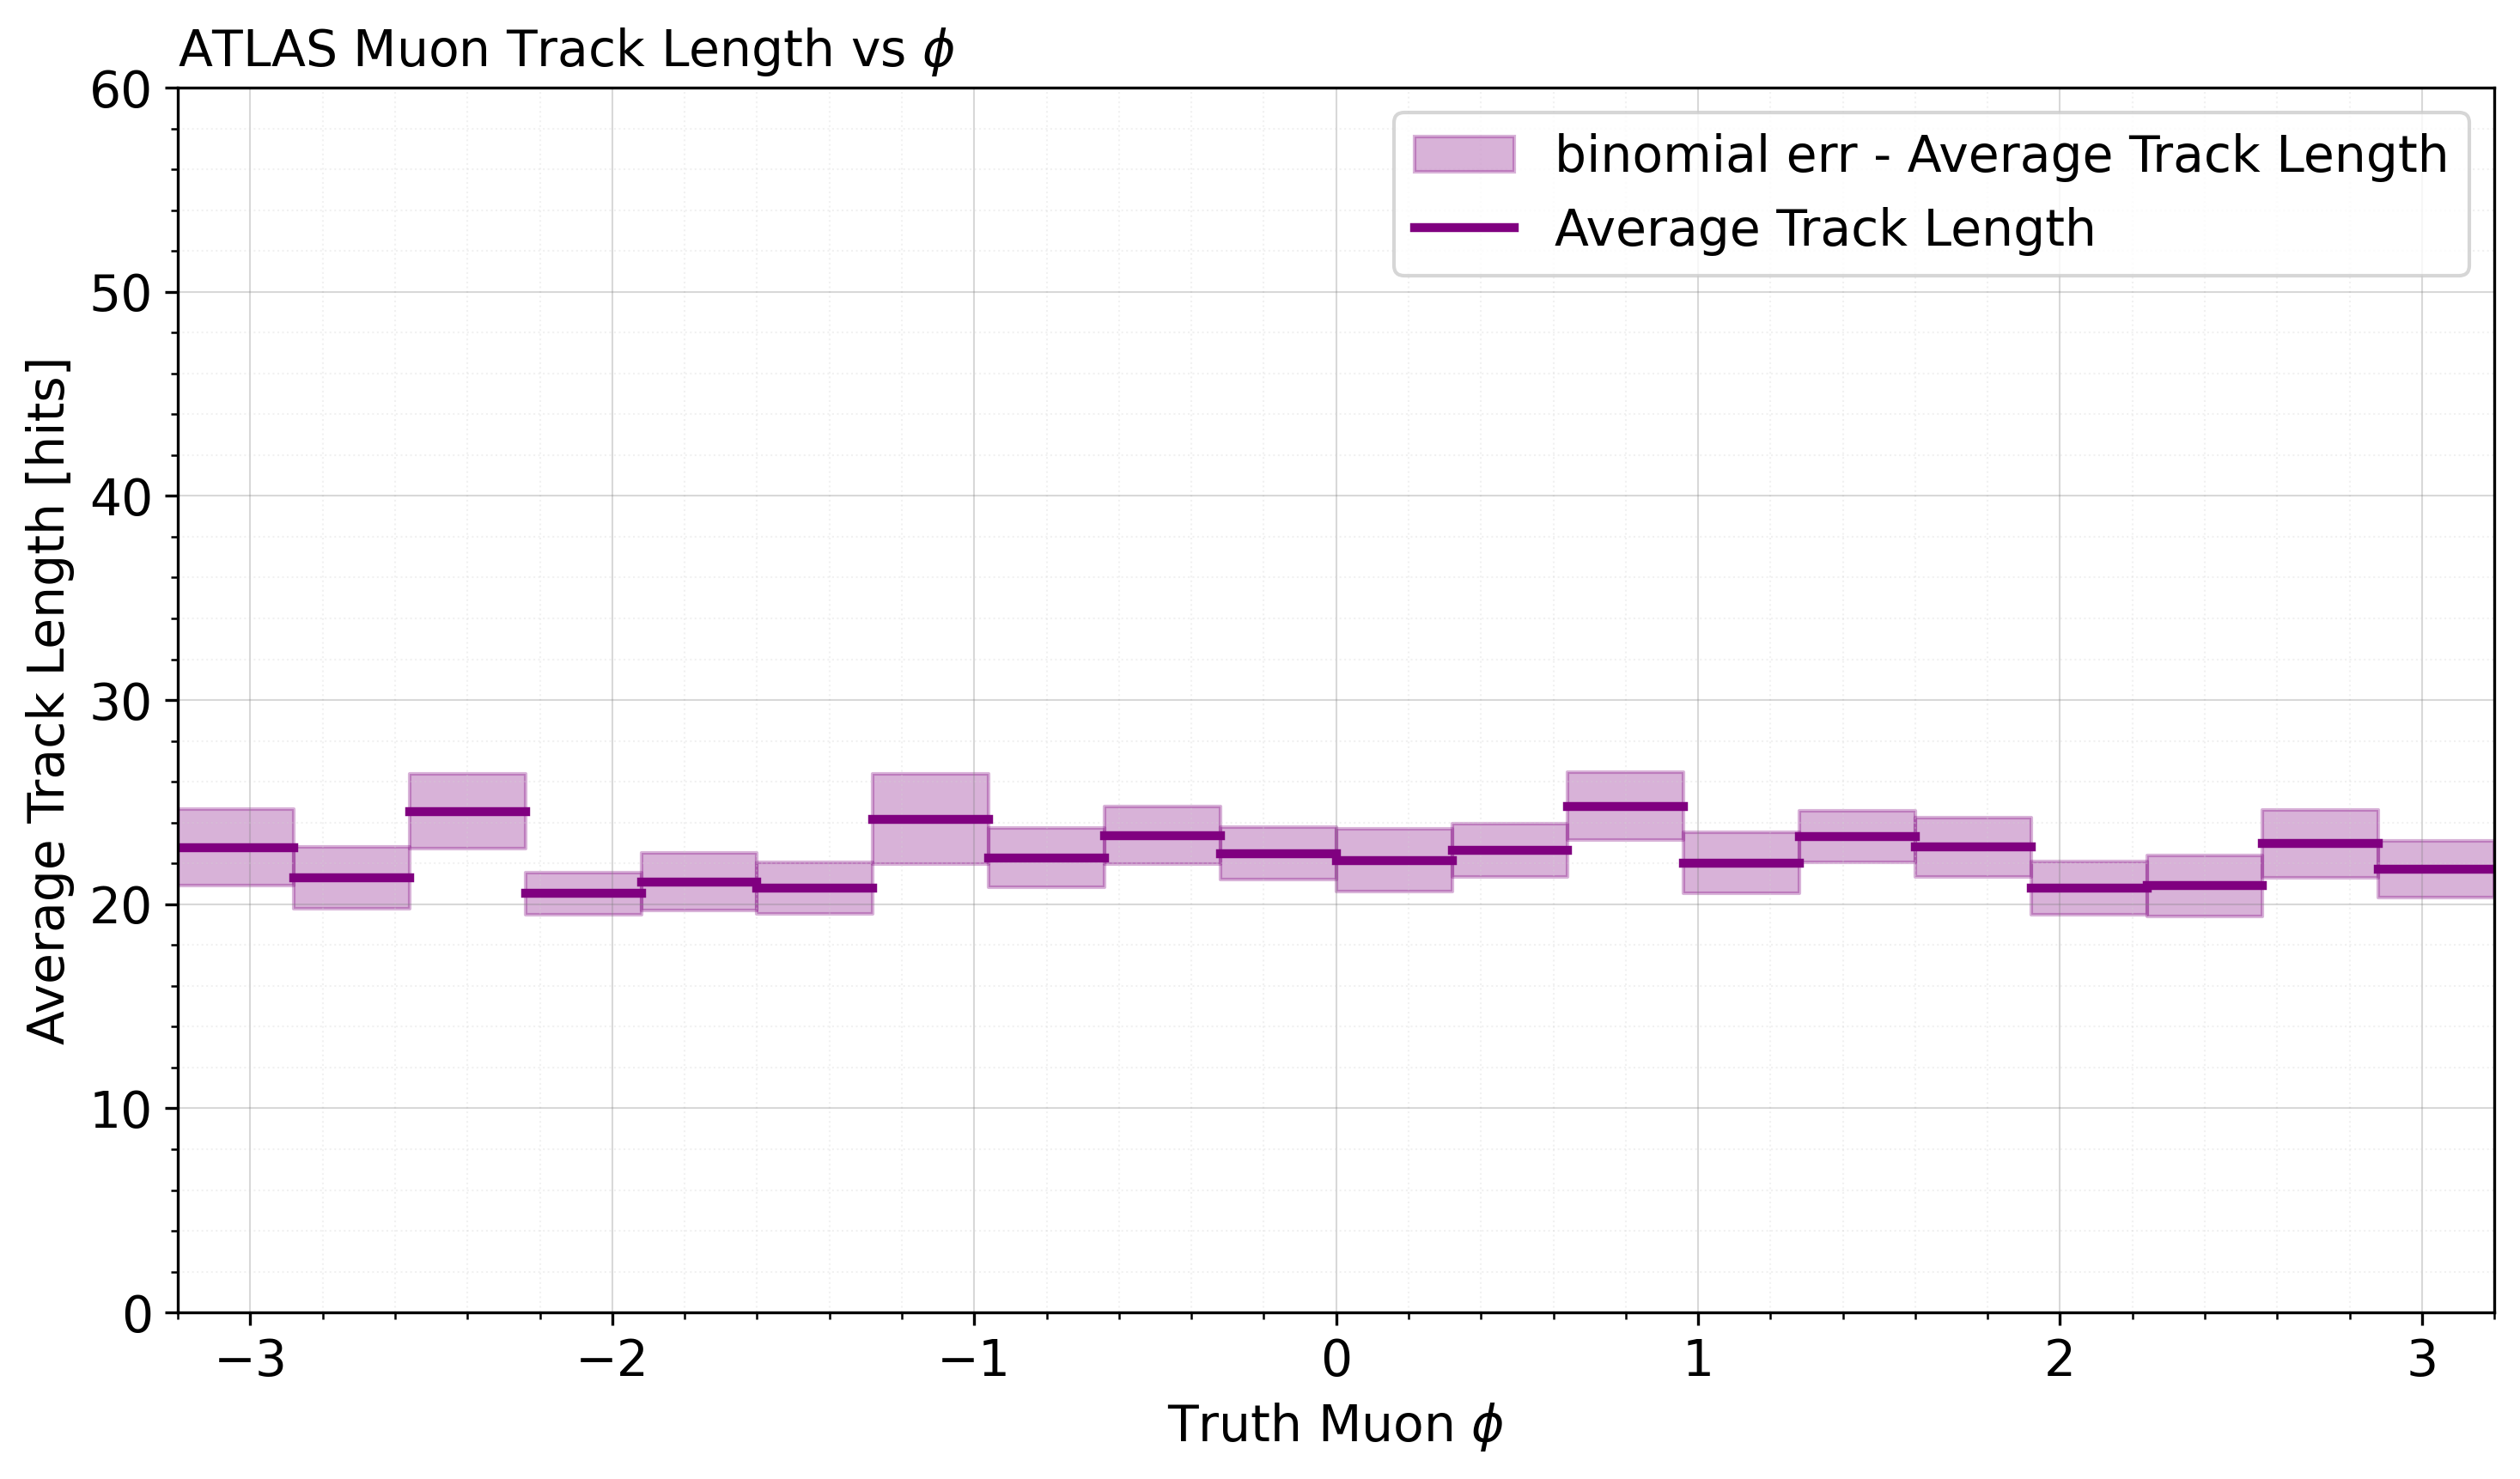 ATLAS Muon Track Length vs ϕ
60
50
40
30
20
10
0
Average Track Length [hits]
binomial err - Average Track Length
Average Track Length
−3
−2
−1
0
1
2
3
Truth Muon ϕ